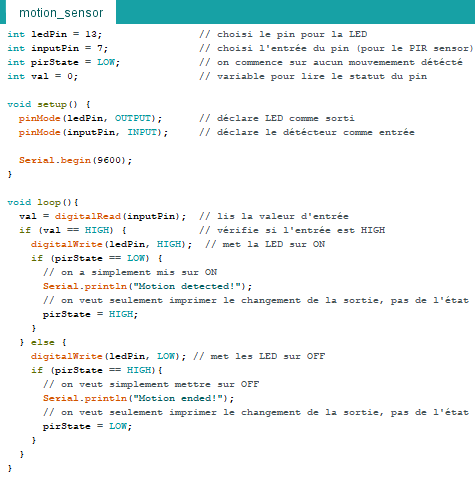 motion_sensor
int ledPin = 13; // choisi le pin pour la LED
int inputPin = 7; // choisi l'entrée du pin (pour le PIR sensor)
int pirState = LOW; // on commence sur aucun mouvemement détécté
int val = 0; // variable pour lire le statut du pin
void setup() {
pinMode(ledPin, OUTPUT); // déclare LED comme sorti
pinMode(inputPin, INPUT); // déclare le détécteur comme entrée
Serial.begin(9600);
}
void loop(){
val = digitalRead(inputPin); // lis la valeur d'entrée
if (val == HIGH) { // vérifie si l'entrée est HIGH
digitalWrite(ledPin, HIGH); // met la LED sur ON
if (pirState == LOW) {
// on a simplement mis sur ON
Serial.println("Motion detected!");
// on veut seulement imprimer le changement de la sortie, pas de l'état
pirState = HIGH;
}
} else {
digitalWrite(ledPin, LOW); // met les LED sur OFF
if (pirState == HIGH){
// on veut simplement mettre sur OFF
Serial.println("Motion ended!");
// on veut seulement imprimer le changement de la sortie, pas de l'état
pirState = LOW;
}
}
}